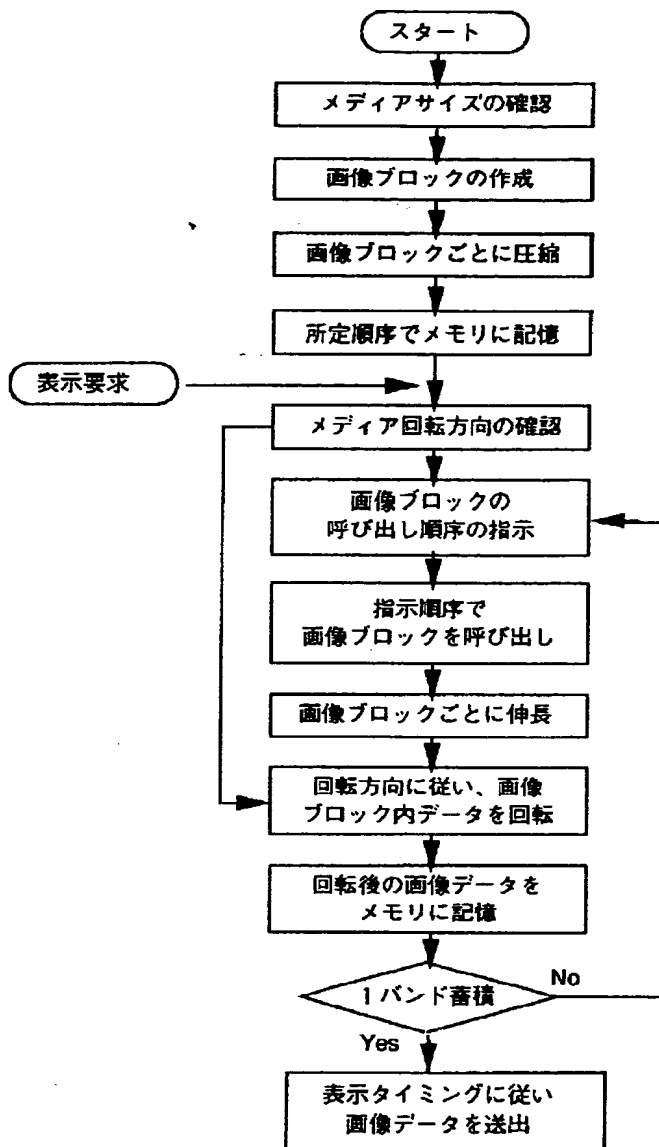 スタート
メディアサイズの確認
画像ブロックの作成
画像ブロックごとに圧縮
所定順序でメモリに記憶
表示要求
メディア回転方向の確認
画像ブロックの
呼び出し順序の指示
指示順序で
画像ブロックを呼び出し
画像ブロックごとに伸長
回転方向に従い、画像
ブロック内データを回転
回転後の画像データを
メモリに記憶
1バンド蓄積
No
Yes
表示タイミングに従い
画像データを送出